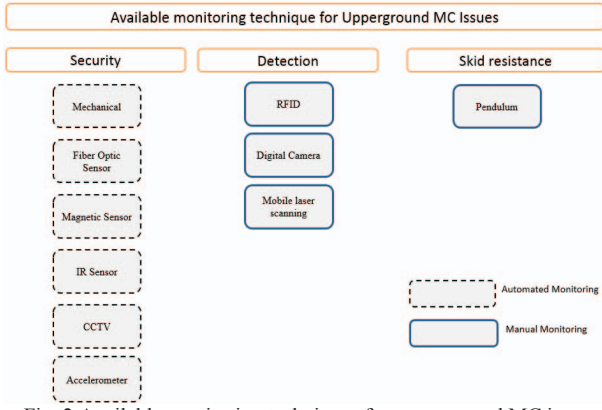 Available monitoring technique for Upperground MC Issues
Security
Detection
Skid resistance
Mechanical
Fiber Optic
Sensor
Magnetic Sensor
IR Sensor
CCTV
Accelerometer
RFID
Digital Camera
Mobile laser
scanning
Pendulum
Automated Monitoring
Manual Monitoring